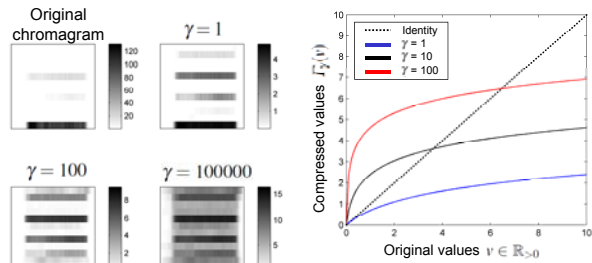 Original
chromagram
120
100
80
60
40
20
γ = 1
4
3
2
1
0
γ = 100
8
6
4
2
γ = 100000
15
10
5
Compressed values Γγ(v)
10
9
8
7
6
5
4
3
2
1
0
Identity
γ = 1
γ = 10
γ = 100
0 2 4 6 8 10
Original values v ∈ ℝ>0